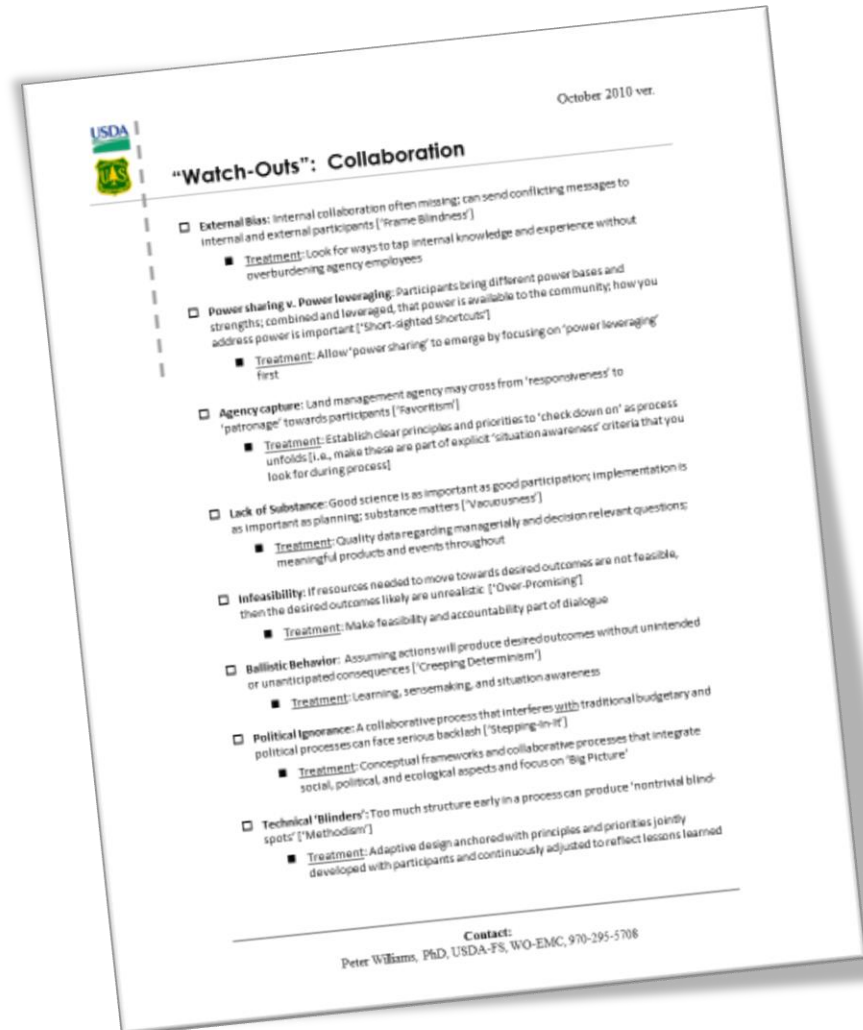 October 2010 ver.
USDA
UAS
“Watch-Outs”: Collaboration
External Bias: Internal collaboration often missing; can send conflicting messages to
internal and external participants [‘Frame Blindness’]
Treatment: Look for ways to tap internal knowledge and experience without
overburdening agency employees
Power sharing v. Power leveraging: Participants bring different power bases and
strengths; combined and leveraged, that power is available to the community; how you
address power is important [‘Short-sighted Shortcuts’]
Treatment: Allow ‘power sharing’ to emerge by focusing on ‘power leveraging’
first
Agency capture: Land management agency may cross from ‘responsiveness’ to
‘patronage’ towards participants [‘Favoritism’]
Treatment: Establish clear principles and priorities to ‘check down on’ as process
unfolds [i.e., make these are part of explicit ‘situation awareness’ criteria that you
look for during process]
Lack of Substance: Good science is as important as good participation; implementation is
as important as planning; substance matters [‘Vacuousness’]
Treatment: Quality data regarding managerially and decision relevant questions;
meaningful products and events throughout
Infeasibility: If resources needed to move towards desired outcomes are not feasible,
then the desired outcomes likely are unrealistic [‘Over-Promising’]
Treatment: Make feasibility and accountability part of dialogue
Ballistic Behavior: Assuming actions will produce desired outcomes without unintended
or unanticipated consequences [‘Creeping Determinism’]
Treatment: Learning, sensemaking, and situation awareness
Political Ignorance: A collaborative process that interferes with traditional budgetary and
political processes can face serious backlash [‘Stepping-In-It’]
Treatment: Conceptual frameworks and collaborative processes that integrate
social, political, and ecological aspects and focus on ‘Big Picture’
Technical ‘Blinders’: Too much structure early in a process can produce ‘nontrivial blind-
spots’ [‘Methodism’]
Treatment: Adaptive design anchored with principles and priorities jointly
developed with participants and continuously adjusted to reflect lessons learned
Contact:
Peter Williams, PhD, USDA-FS, WO-EMC, 970-295-5708